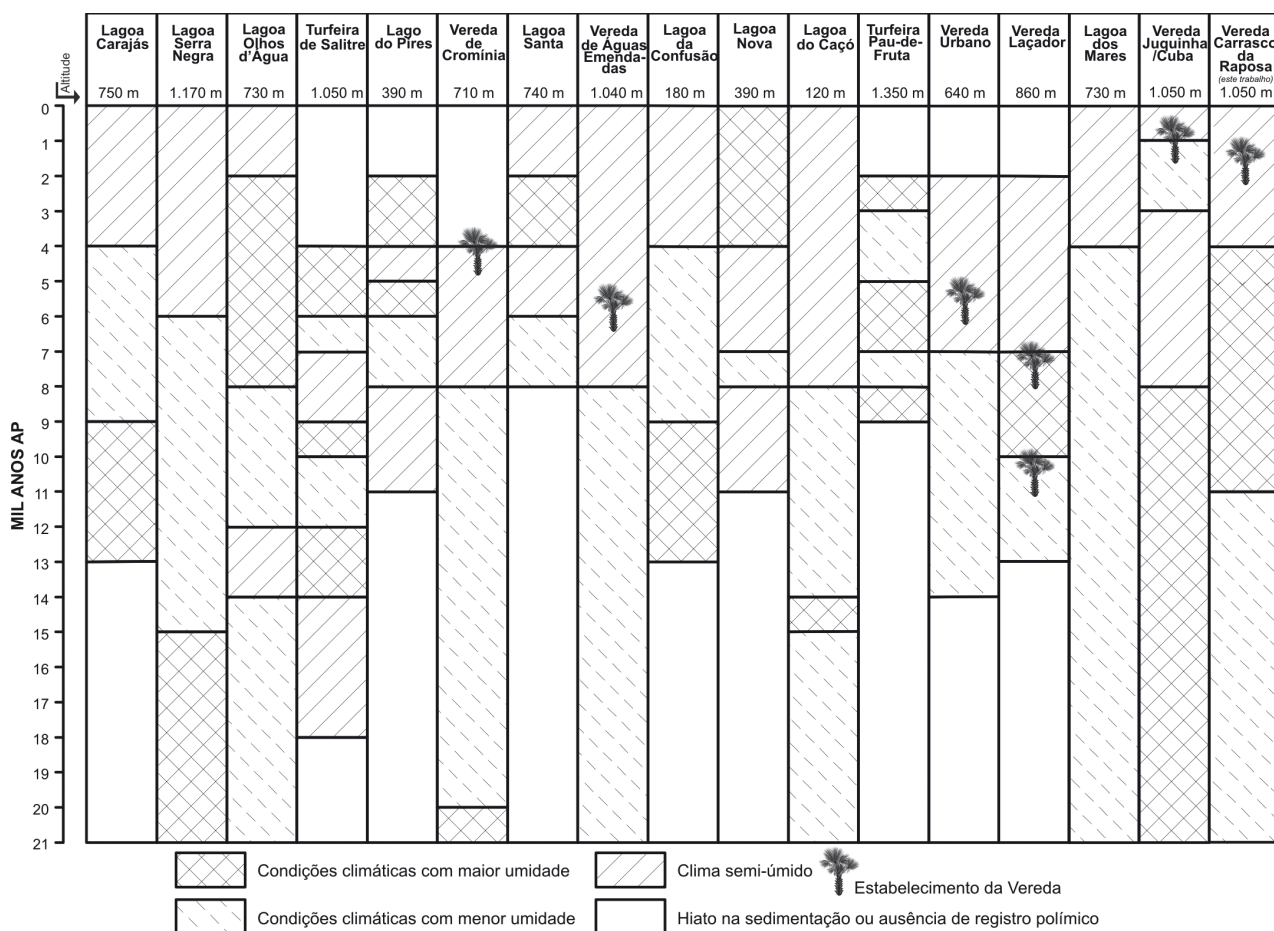 Altitude
Lagoa
Carajás
750 m
Lagoa
Serra
Negra
1.170 m
Lagoa
Olhos
d'Água
730 m
Turfeira
de Salitre
1.050 m
Lago
do Pires
390 m
Vereda
de
Cromínia
710 m
Lagoa
Santa
740 m
Vereda
de Águas
Emenda-
das
1.040 m
Lagoa
da
Confusão
180 m
Lagoa
Nova
390 m
Lagoa
do Caçó
120 m
Turfeira
Pau-de-
Fruta
1.350 m
Vereda
Urbano
640 m
Vereda
Laçador
860 m
Lagoa
dos
Mares
730 m
Vereda
Juquinha
/Cuba
1.050 m
Vereda
Carrasco
da
Raposa
(este trabalho)
1.050 m
MIL ANOS AP
0
1
2
3
4
5
6
7
8
9
10
11
12
13
14
15
16
17
18
19
20
21
Condições climáticas com maior umidade
Clima semi-úmido
Estabelecimento da Vereda
Condições climáticas com menor umidade
Hiato na sedimentação ou ausência de registro polímico